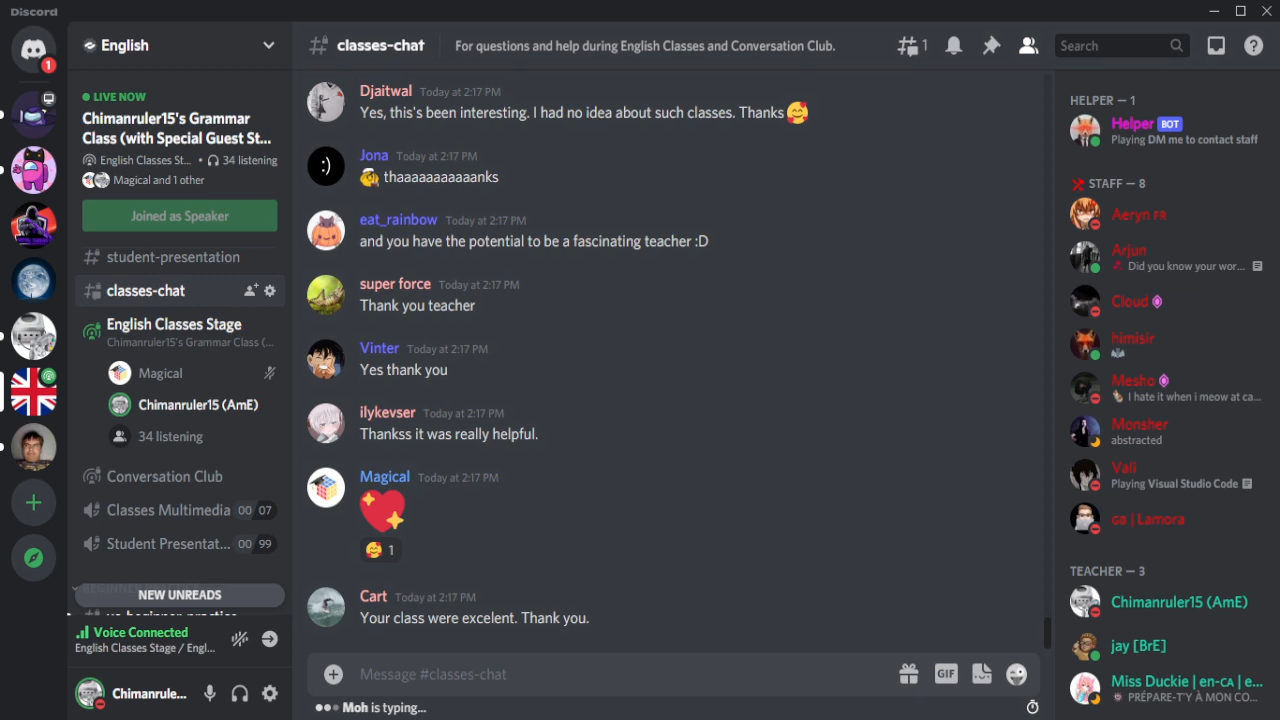 Discord
1
English
LIVE NOW
Chimanruler15's Grammar
Class (with Special Guest St...
English Classes St... • 34 listening
Magical and 1 other
Joined as Speaker
student-presentation
classes-chat
English Classes Stage
Chimanruler15's Grammar Class (...
Magical
Chimanruler15 (AmE)
34 listening
Conversation Club
Classes Multimedia 00 07
Student Presentat... 00 99
NEW UNREADS
Voice Connected
English Classes Stage / Engl...
Chimanrule...
classes-chat
For questions and help during English Classes and Conversation Club.
1
Search
Djaitwal Today at 2:17 PM
Yes, this's been interesting. I had no idea about such classes. Thanks 🥰
Jona Today at 2:17 PM
:)
thaaaaaaaaaaanks
eat_rainbow Today at 2:17 PM
and you have the potential to be a fascinating teacher :D
super force Today at 2:17 PM
Thank you teacher
Vinter Today at 2:17 PM
Yes thank you
ilykevser Today at 2:17 PM
Thankss it was really helpful.
Magical Today at 2:17 PM
💖
🥰 1
Cart Today at 2:17 PM
Your class were excelent. Thank you.
Message #classes-chat
GIF
Moh is typing...
HELPER — 1
Helper BOT
Playing DM me to contact staff
STAFF — 8
Aeryn FR
Arjun
Did you know your wor...
Cloud
himisir
Mesho
I hate it when i meow at ca...
Monsher
abstracted
Vali
Playing Visual Studio Code
GB | Lamora
TEACHER — 3
Chimanruler15 (AmE)
jay [BrE]
Miss Duckie | en-CA | e...
PRÉPARE-T'Y À MON CO...